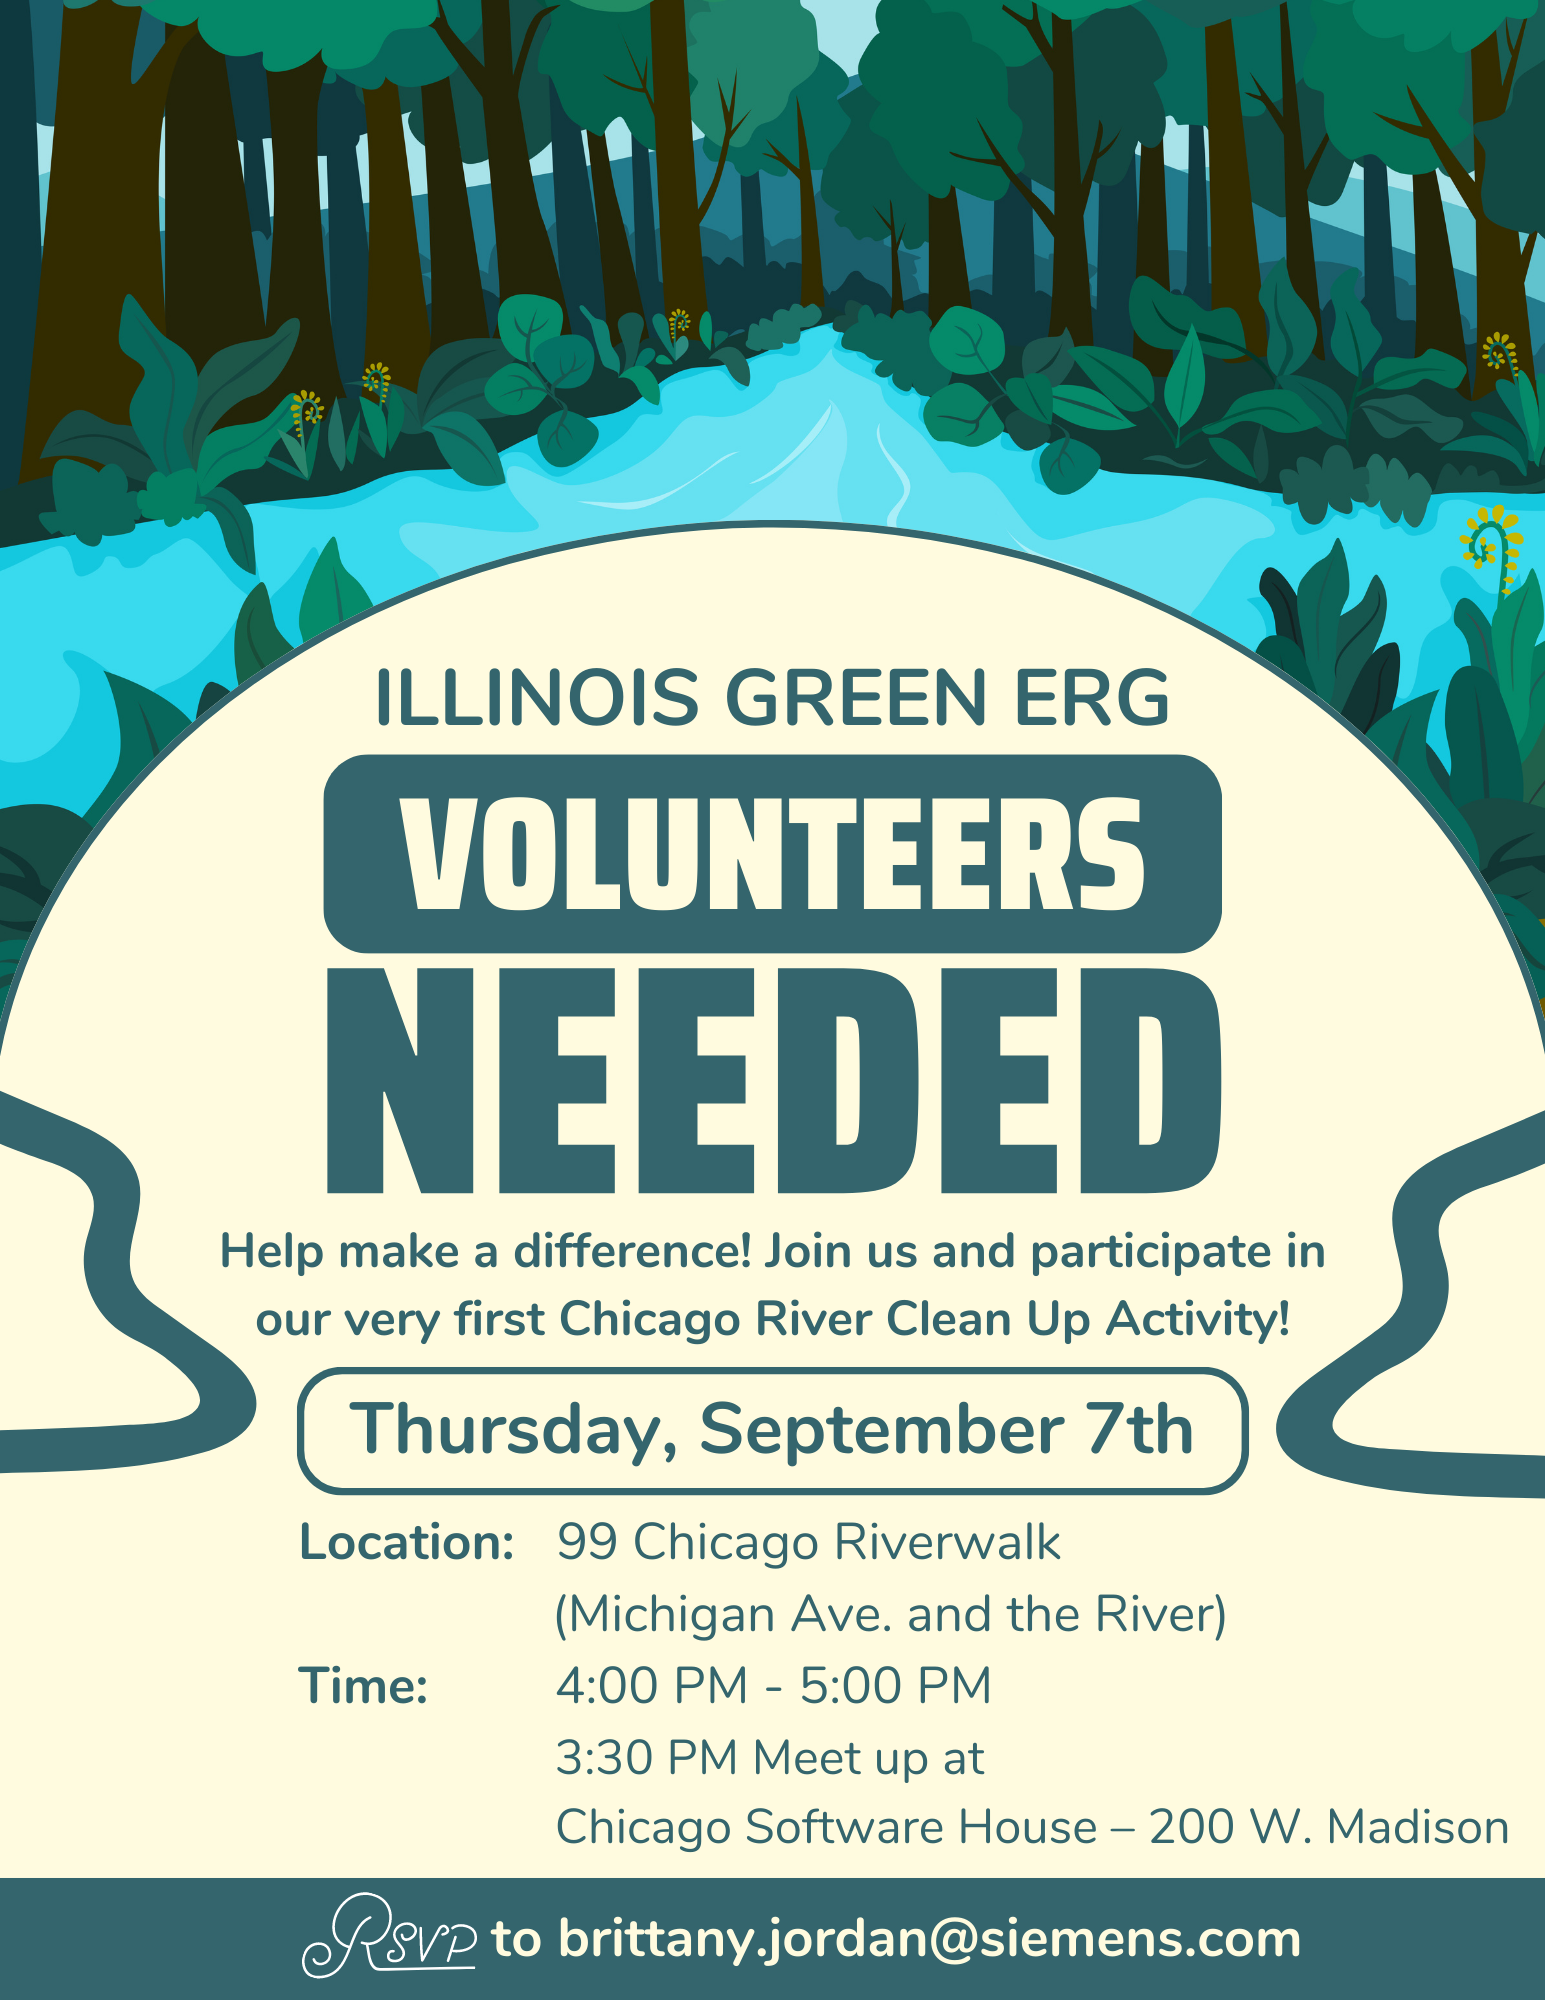 ILLINOIS GREEN ERG
VOLUNTEERS
NEEDED
Help make a difference! Join us and participate in
our very first Chicago River Clean Up Activity!
Thursday, September 7th
Location: 99 Chicago Riverwalk
(Michigan Ave. and the River)
Time: 4:00 PM - 5:00 PM
3:30 PM Meet up at
Chicago Software House – 200 W. Madison
RSVP to brittany.jordan@siemens.com